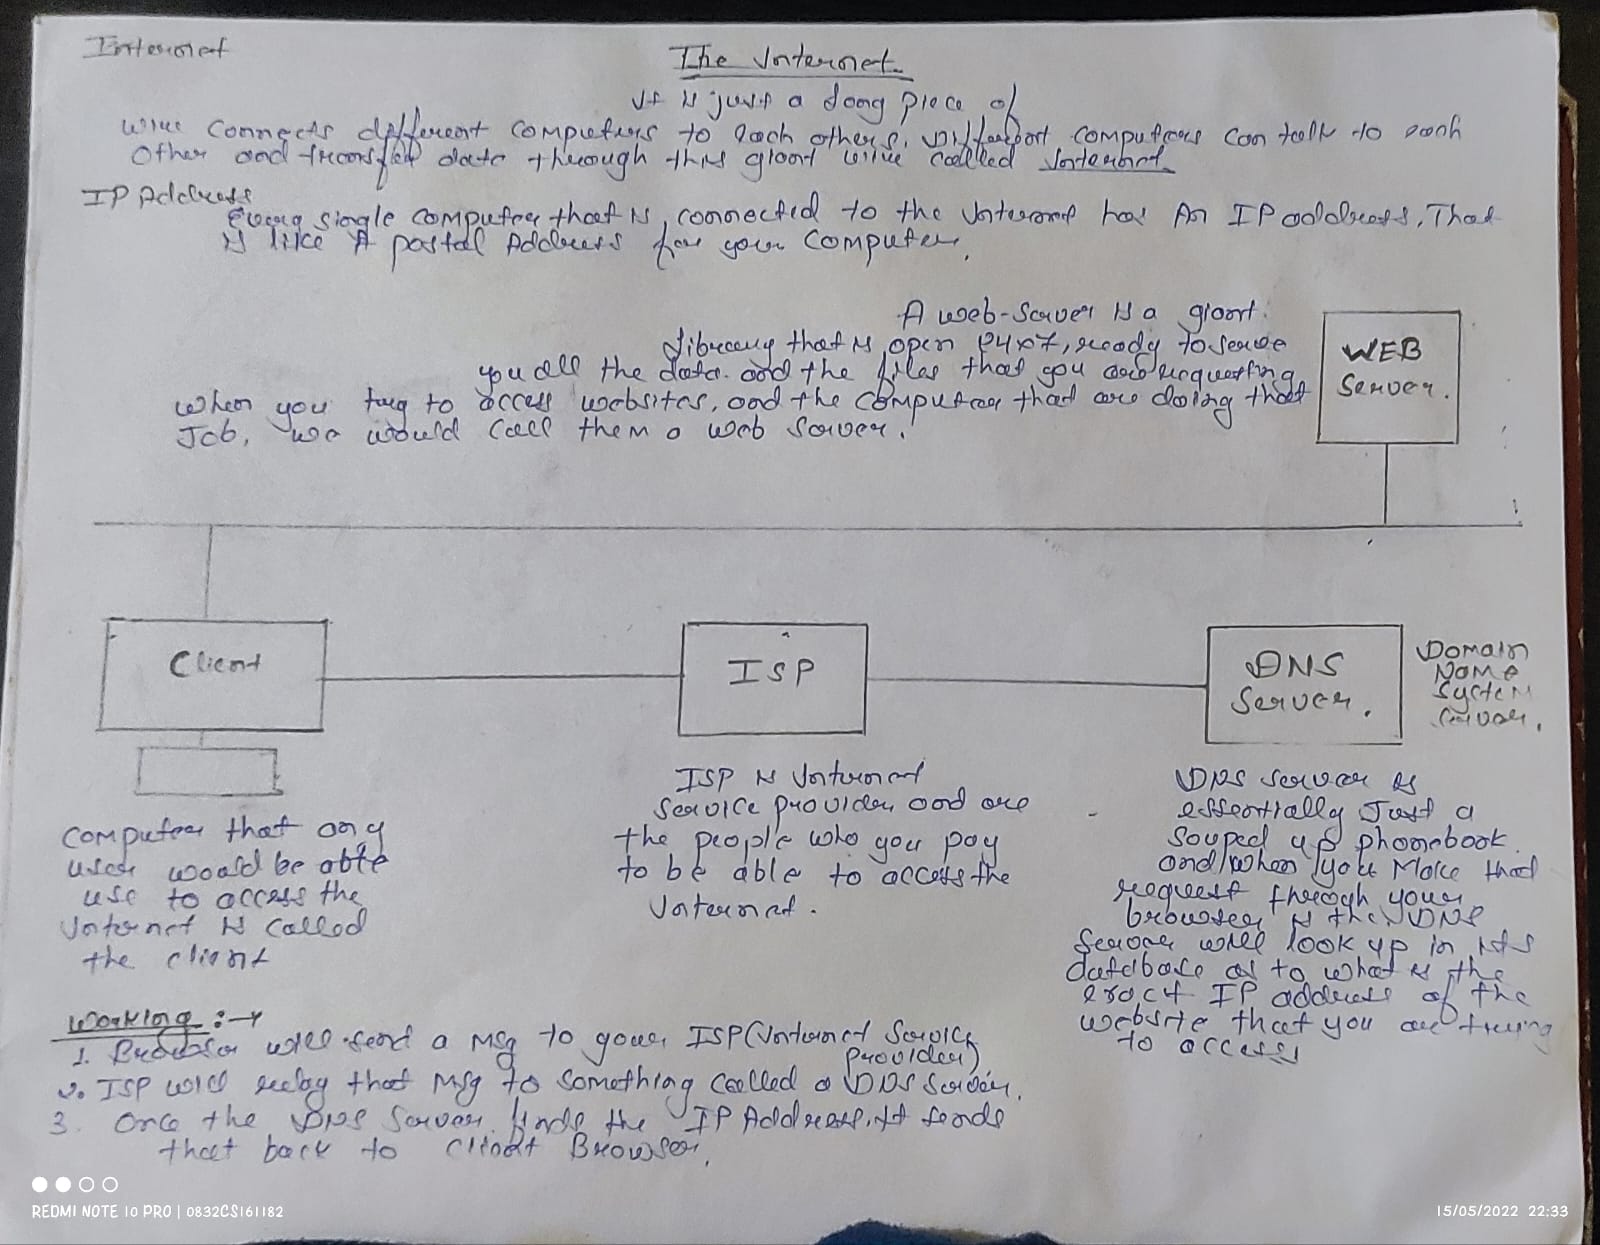 Internet
The Internet
It is just a long piece of
wire connects different computers to each others. Different computers can talk to each
other and transfer data through this giant wire called Internet.
IP Address
Every single computer that is connected to the Internet has An IP address. That
is like A postal Address for your computer.
A web-server is a giant
library that is open 24x7, ready to serve
you all the data and the files that you are requesting
when you try to access websites, and the computer that are doing that
Job, we would call them a web server.
WEB
Server.
Client
ISP
DNS
Server.
Domain
Name
System
Server.
computer that any
user would be able
use to access the
Internet is called
the client
ISP is Internet
service provider and are
the people who you pay
to be able to access the
Internet.
DNS server is
essentially Just a
souped up phonebook
and when you Make that
request through your
browser is the DNS
Server will look up in its
database as to what is the
exact IP address of the
website that you are trying
to access
Working :→
1. Browser will send a Msg to your ISP (Internet Service
Provider)
2. ISP will relay that Msg to something called a DNS server.
3. Once the DNS Server finds the IP Address, it sends
that back to client Browser.
REDMI NOTE 10 PRO | 0832CS161182
15/05/2022 22:33